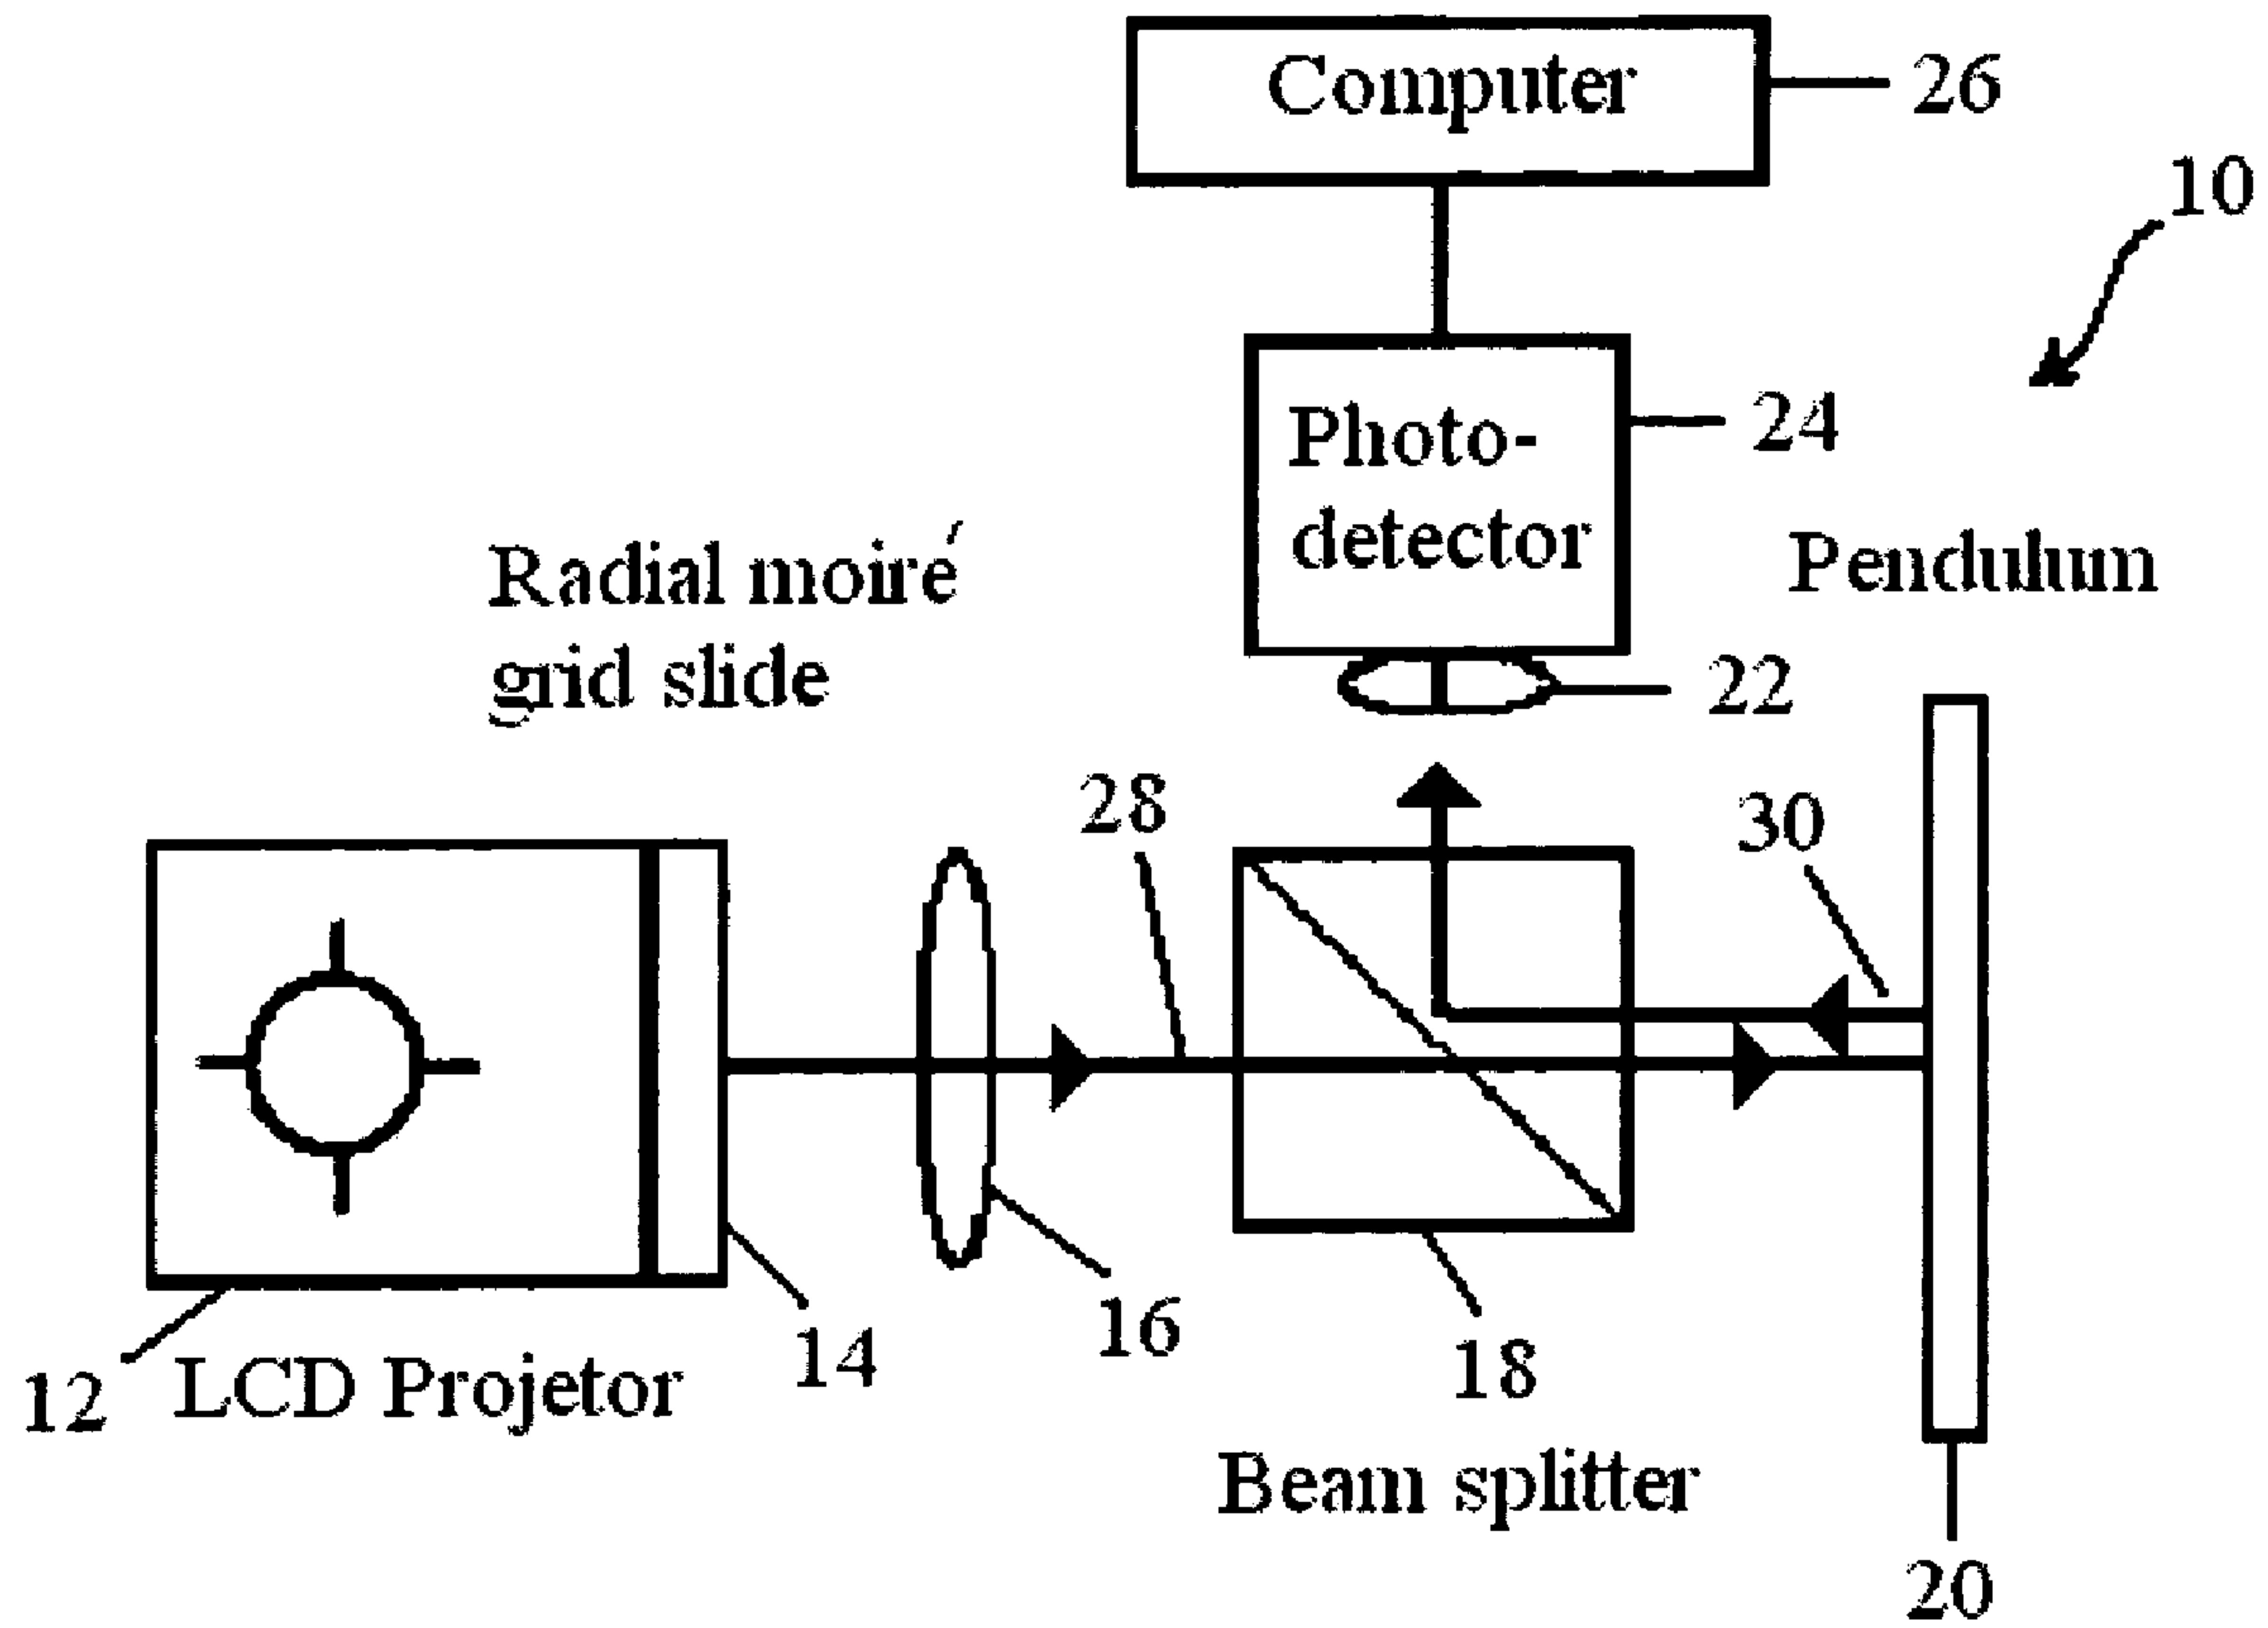 Computer
26
10
Photo-
detector
24
Radial moiré
grid slide
Pendulum
22
28
30
12
LCD Projetor
14
16
18
Beam splitter
20